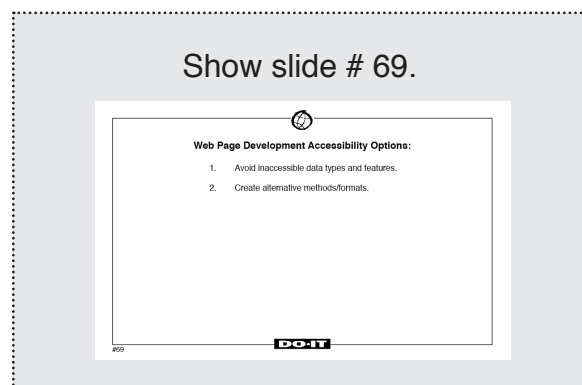 Show slide # 69.
Web Page Development Accessibility Options:
1. Avoid inaccessible data types and features.
2. Create alternative methods/formats.
DO-IT
#69